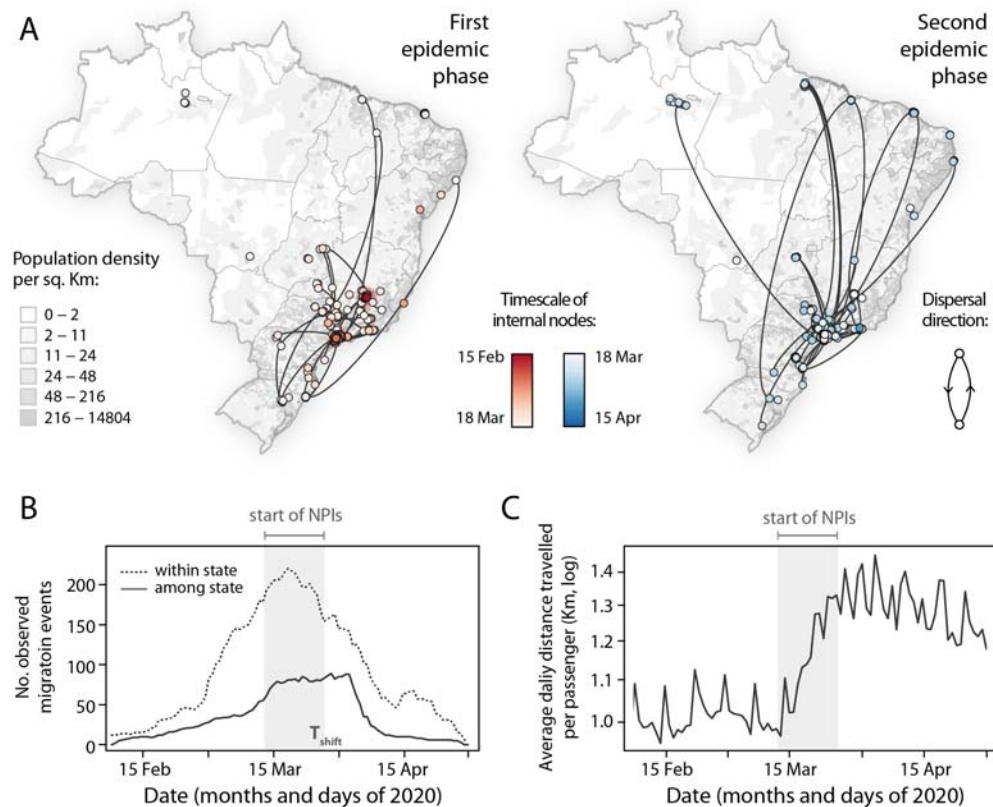 A
First
epidemic
phase
Second
epidemic
phase
Population density
per sq. Km:
0 – 2
2 – 11
11 – 24
24 – 48
48 – 216
216 – 14804
Timescale of
internal nodes:
15 Feb
18 Mar
18 Mar
15 Apr
Dispersal
direction:
B
start of NPIs
within state
among state
No. observed
migratoin events
200
150
100
50
0
T shift
15 Feb
15 Mar
15 Apr
Date (months and days of 2020)
C
start of NPIs
Average daliy distance travelled
per passenger (Km, log)
1.4
1.3
1.2
1.1
1.0
15 Feb
15 Mar
15 Apr
Date (months and days of 2020)